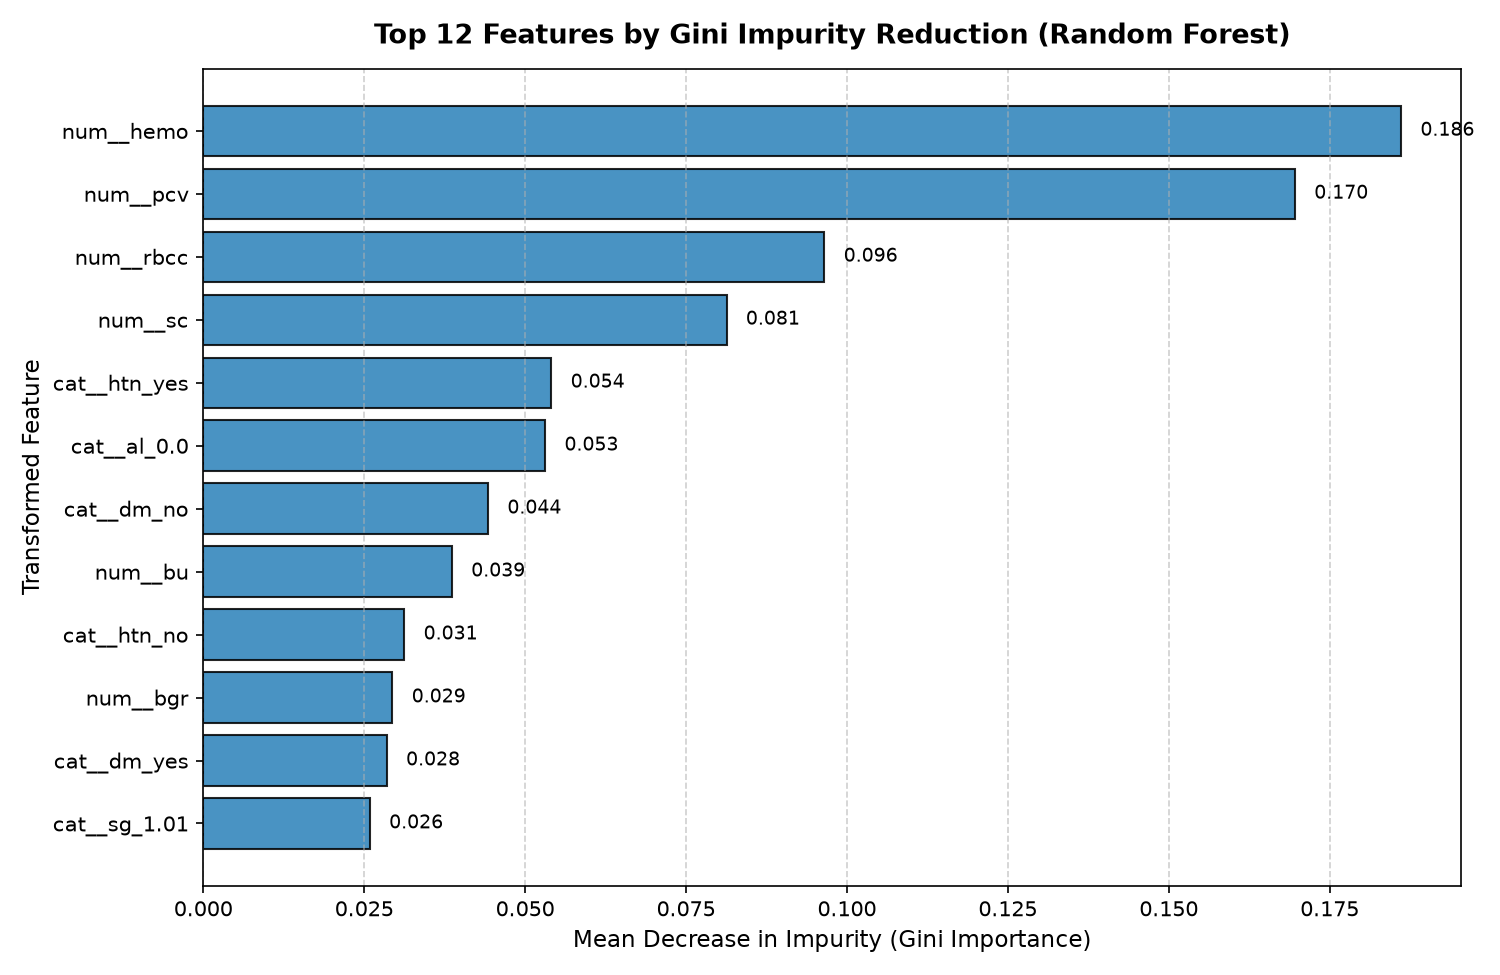 Top 12 Features by Gini Impurity Reduction (Random Forest)
Transformed Feature
num__hemo 0.186
num__pcv 0.170
num__rbcc 0.096
num__sc 0.081
cat__htn_yes 0.054
cat__al_0.0 0.053
cat__dm_no 0.044
num__bu 0.039
cat__htn_no 0.031
num__bgr 0.029
cat__dm_yes 0.028
cat__sg_1.01 0.026
0.000 0.025 0.050 0.075 0.100 0.125 0.150 0.175
Mean Decrease in Impurity (Gini Importance)